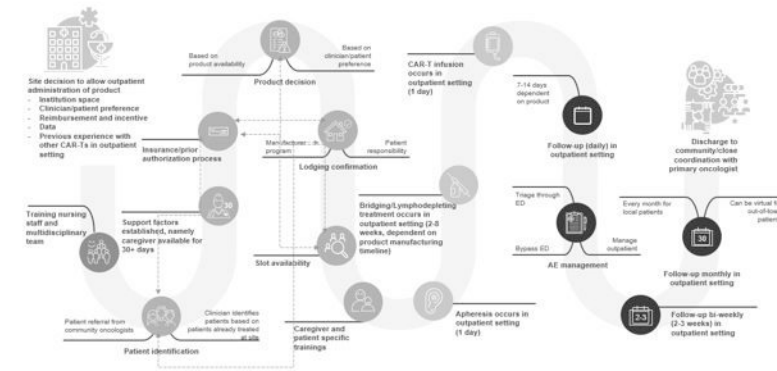 Site decision to allow outpatient
administration of product
- Institution space
- Clinician/patient preference
- Reimbursement and incentive
- Data
- Previous experience with
other CAR-Ts in outpatient
setting
Training nursing
staff and
multidisciplinary
team
Patient referral from
community oncologists
Clinician identifies
patients based on
patients already treated
at site
Patient identification
30
Support factors
established, namely
caregiver available for
30+ days
Insurance/prior
authorization process
Based on
product availability
Based on
clinician/patient
preference
Product decision
program
Patient
responsibility
Lodging confirmation
Slot availability
Caregiver and
patient specific
trainings
Apheresis occurs in
outpatient setting
(1 day)
Bridging/Lymphodepleting
treatment occurs in
outpatient setting (2-8
weeks, dependent on
product manufacturing
timeline)
CAR-T infusion
occurs in
outpatient setting
(1 day)
7-14 days
dependent
on product
Follow-up (daily) in
outpatient setting
Triage through
ED
Bypass ED
Manage
outpatient
AE management
2-3
Follow-up bi-weekly
(2-3 weeks) in
outpatient setting
Every month for
local patients
Can be virtual
out-of-
patient
30
Follow-up monthly in
outpatient setting
Discharge to
community/close
coordination with
primary oncologist